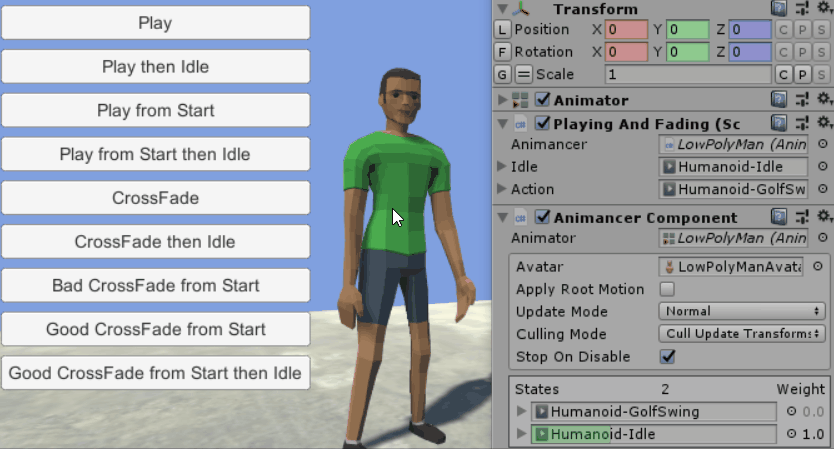 Play
Play then Idle
Play from Start
Play from Start then Idle
CrossFade
CrossFade then Idle
Bad CrossFade from Start
Good CrossFade from Start
Good CrossFade from Start then Idle
Transform
L Position X 0 Y 0 Z 0 C P S
F Rotation X 0 Y 0 Z 0 C P S
G = Scale 1 C P S
Animator
Playing And Fading (Sc
Animancer LowPolyMan (Anin
Idle Humanoid-Idle
Action Humanoid-GolfSw
Animancer Component
Animator LowPolyMan (Anin
Avatar LowPolyManAvata
Apply Root Motion
Update Mode Normal
Culling Mode Cull Update Transforms
Stop On Disable
States 2 Weight
Humanoid-GolfSwing 0.0
Humanoid-Idle 1.0